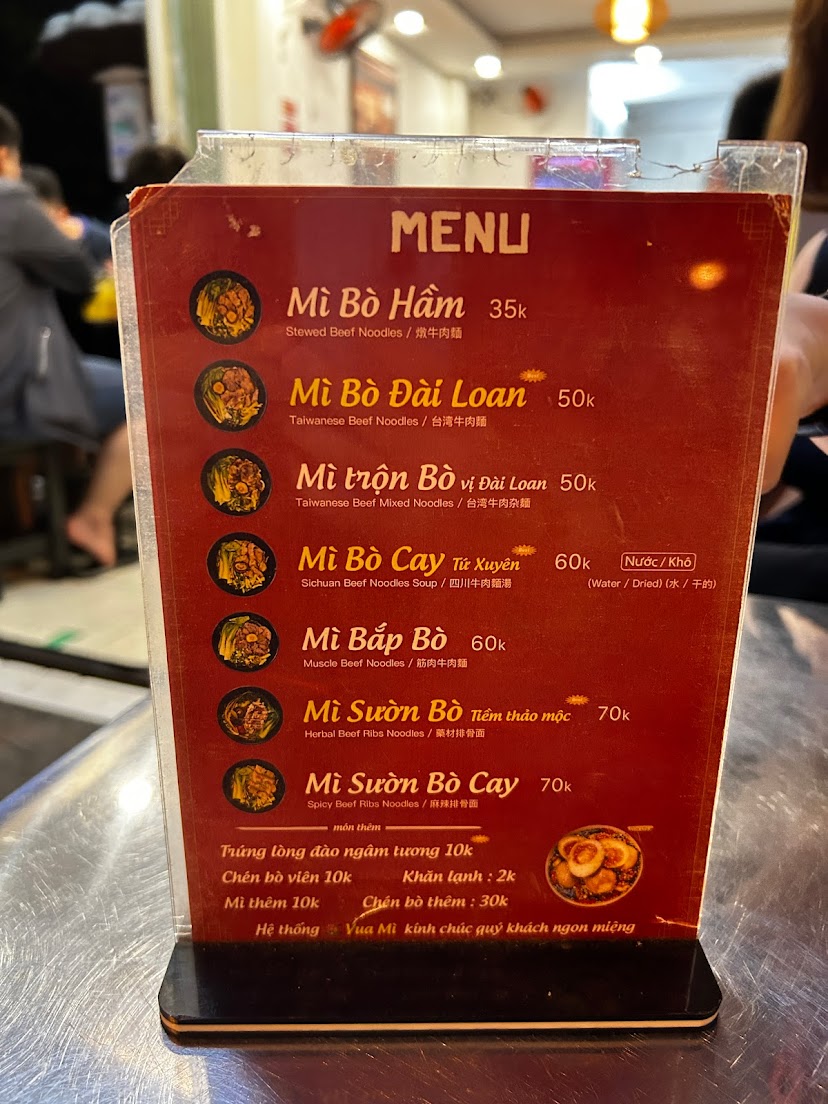 MENU
Mì Bò Hầm 35k
Stewed Beef Noodles / 燉牛肉麵
Mì Bò Đài Loan 50k
Taiwanese Beef Noodles / 台湾牛肉麵
Mì trộn Bò vị Đài Loan 50k
Taiwanese Beef Mixed Noodles / 台湾牛肉杂麵
Mì Bò Cay Tứ Xuyên 60k Nước / Khô
Sichuan Beef Noodles Soup / 四川牛肉麵湯 (Water / Dried) (水 / 干的)
Mì Bắp Bò 60k
Muscle Beef Noodles / 筋肉牛肉麵
Mì Sườn Bò Tiềm thảo mộc 70k
Herbal Beef Ribs Noodles / 藥材排骨面
Mì Sườn Bò Cay 70k
Spicy Beef Ribs Noodles / 麻辣排骨面
món thêm
Trứng lòng đào ngâm tương 10k
Chén bò viên 10k Khăn lạnh : 2k
Mì thêm 10k Chén bò thêm : 30k
Hệ thống Vua Mì kính chúc quý khách ngon miệng